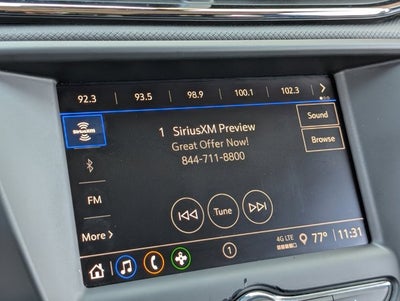 92.3 | 93.5 | 98.9 | 100.1 | 102.3
SiriusXM
1 SiriusXM Preview
Great Offer Now!
844-711-8800
Sound
Browse
FM
Tune
More
1
4G LTE
77° 11:31